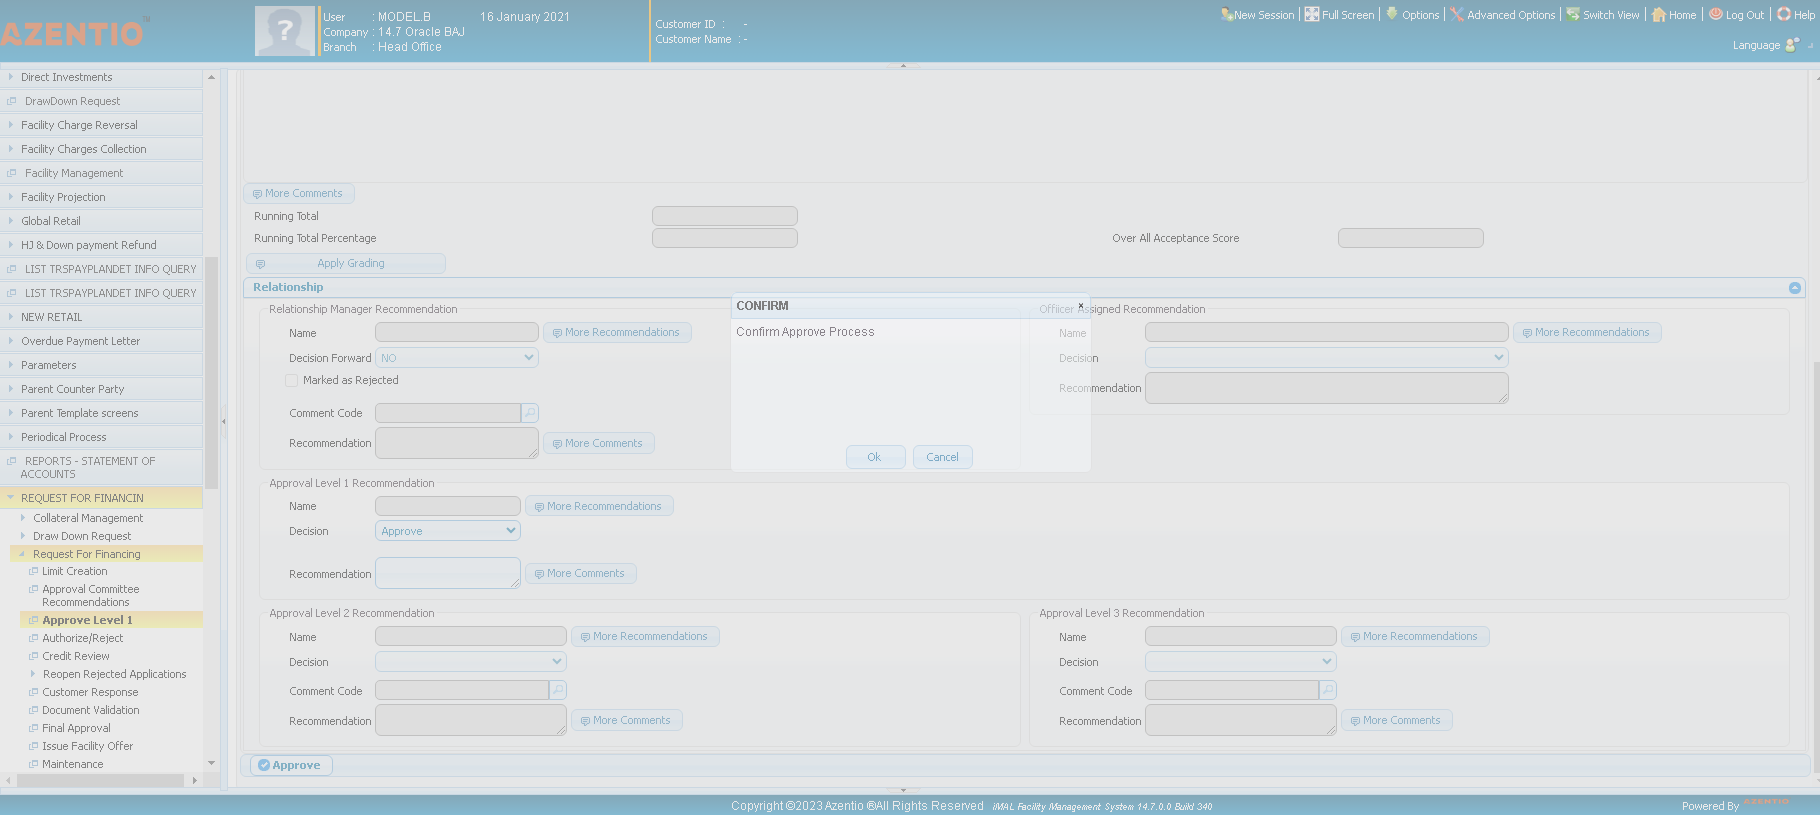 AZENTIO™
User : MODEL.B 16 January 2021
Company : 14.7 Oracle BAJ
Branch : Head Office
Customer ID : -
Customer Name : -
New Session | Full Screen | Options | Advanced Options | Switch View | Home | Log Out | Help
Language
Direct Investments
DrawDown Request
Facility Charge Reversal
Facility Charges Collection
Facility Management
Facility Projection
Global Retail
HJ & Down payment Refund
LIST TRSPAYPLANDET INFO QUERY
LIST TRSPAYPLANDET INFO QUERY
NEW RETAIL
Overdue Payment Letter
Parameters
Parent Counter Party
Parent Template screens
Periodical Process
REPORTS - STATEMENT OF
ACCOUNTS
REQUEST FOR FINANCIN
Collateral Management
Draw Down Request
Request For Financing
Limit Creation
Approval Committee
Recommendations
Approve Level 1
Authorize/Reject
Credit Review
Reopen Rejected Applications
Customer Response
Document Validation
Final Approval
Issue Facility Offer
Maintenance
More Comments
Running Total
Running Total Percentage
Over All Acceptance Score
Apply Grading
Relationship
Relationship Manager Recommendation
Name
More Recommendations
Decision Forward NO
Marked as Rejected
Comment Code
Recommendation
More Comments
CONFIRM
x
Confirm Approve Process
Ok
Cancel
Offiicer Assigned Recommendation
Name
More Recommendations
Decision
Recommendation
Approval Level 1 Recommendation
Name
More Recommendations
Decision
Approve
Recommendation
More Comments
Approval Level 2 Recommendation
Name
More Recommendations
Decision
Comment Code
Recommendation
More Comments
Approval Level 3 Recommendation
Name
More Recommendations
Decision
Comment Code
Recommendation
More Comments
Approve
Copyright ©2023 Azentio ®All Rights Reserved iMAL Facility Management System 14.7.0.0 Build 340
Powered By AZENTIO